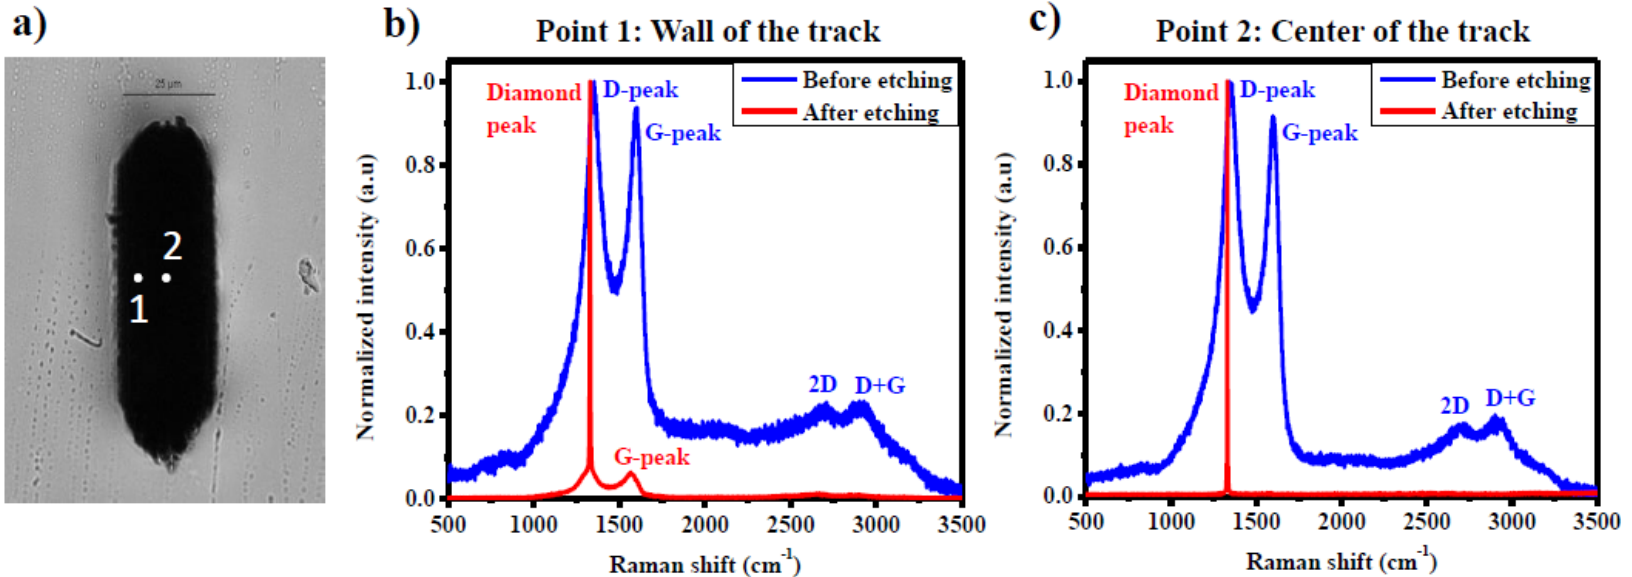 a)
25 µm
2
1
b)
Point 1: Wall of the track
Normalized intensity (a.u)
1.0
0.8
0.6
0.4
0.2
0.0
Diamond
peak
D-peak
G-peak
Before etching
After etching
2D
D+G
G-peak
500
1000
1500
2000
2500
3000
3500
Raman shift (cm⁻¹)
c)
Point 2: Center of the track
Normalized intensity (a.u)
1.0
0.8
0.6
0.4
0.2
0.0
Diamond
peak
D-peak
G-peak
Before etching
After etching
2D
D+G
500
1000
1500
2000
2500
3000
3500
Raman shift (cm⁻¹)